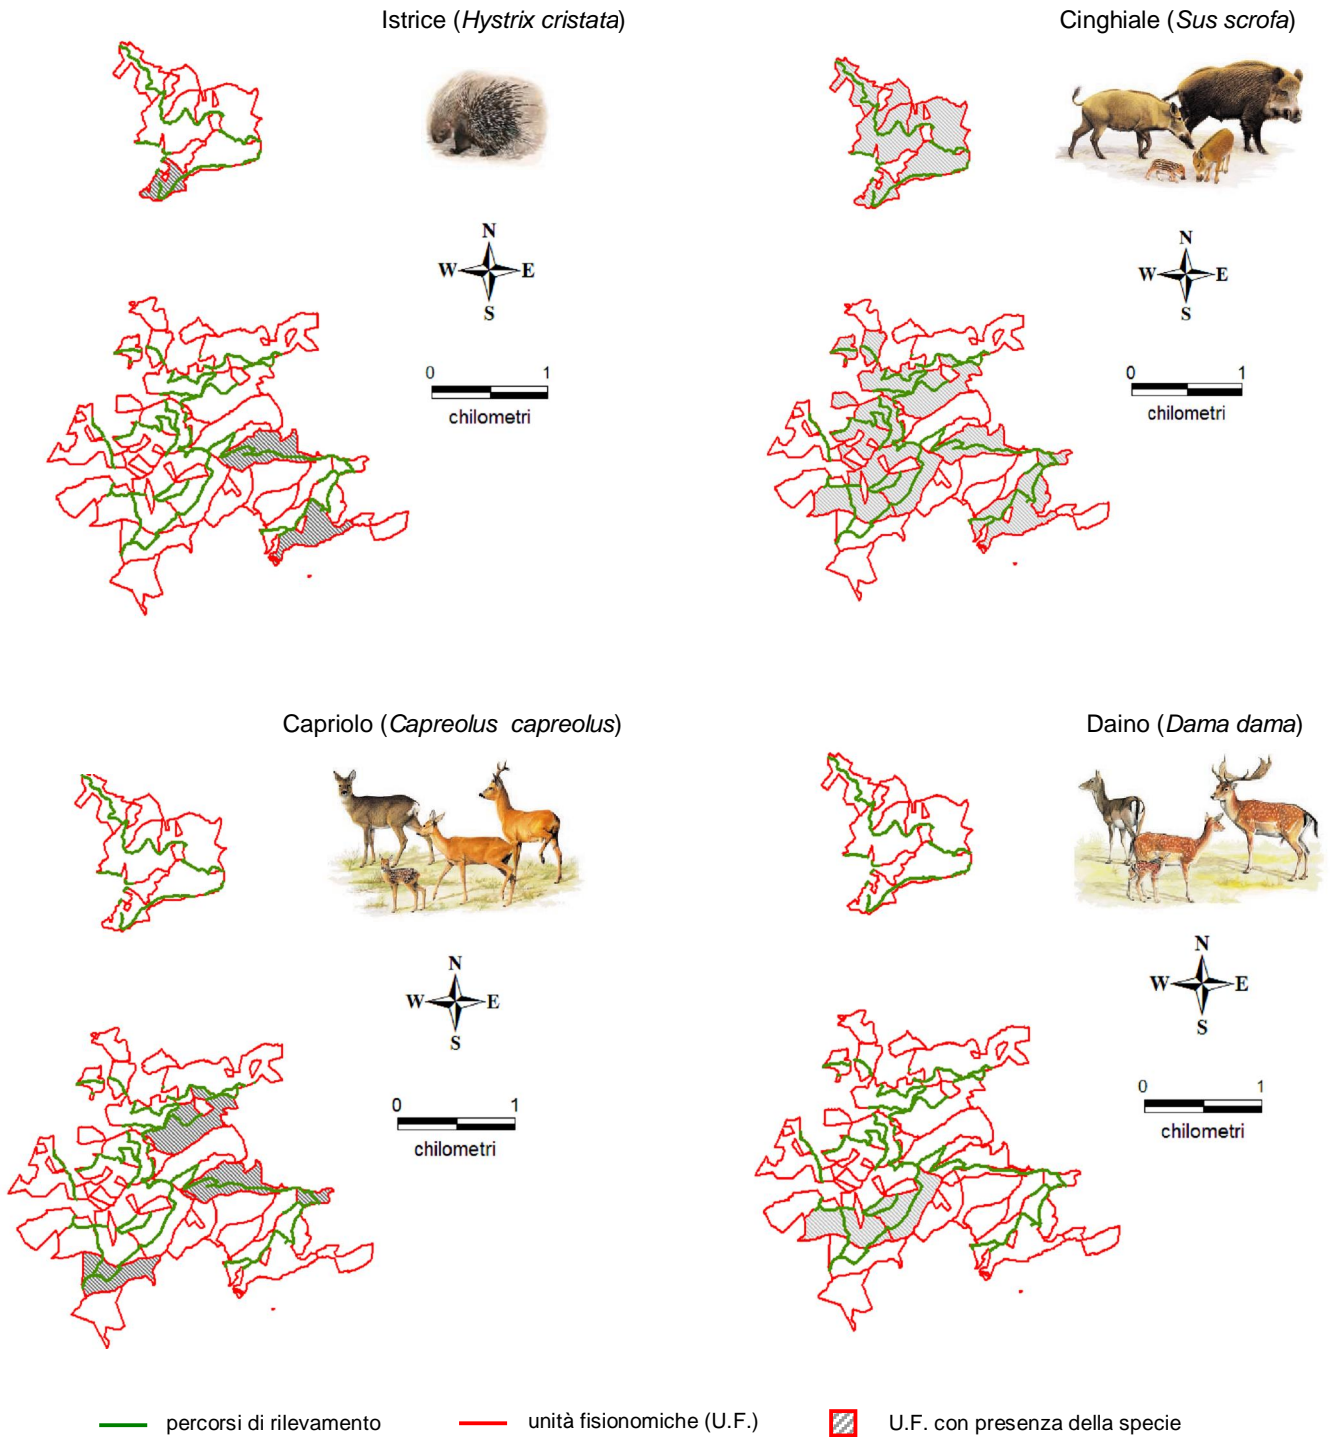 Istrice (Hystrix cristata)
Cinghiale (Sus scrofa)
N
W E
S
0 1
chilometri
N
W E
S
0 1
chilometri
Capriolo (Capreolus capreolus)
Daino (Dama dama)
N
W E
S
0 1
chilometri
N
W E
S
0 1
chilometri
percorsi di rilevamento
unità fisionomiche (U.F.)
U.F. con presenza della specie